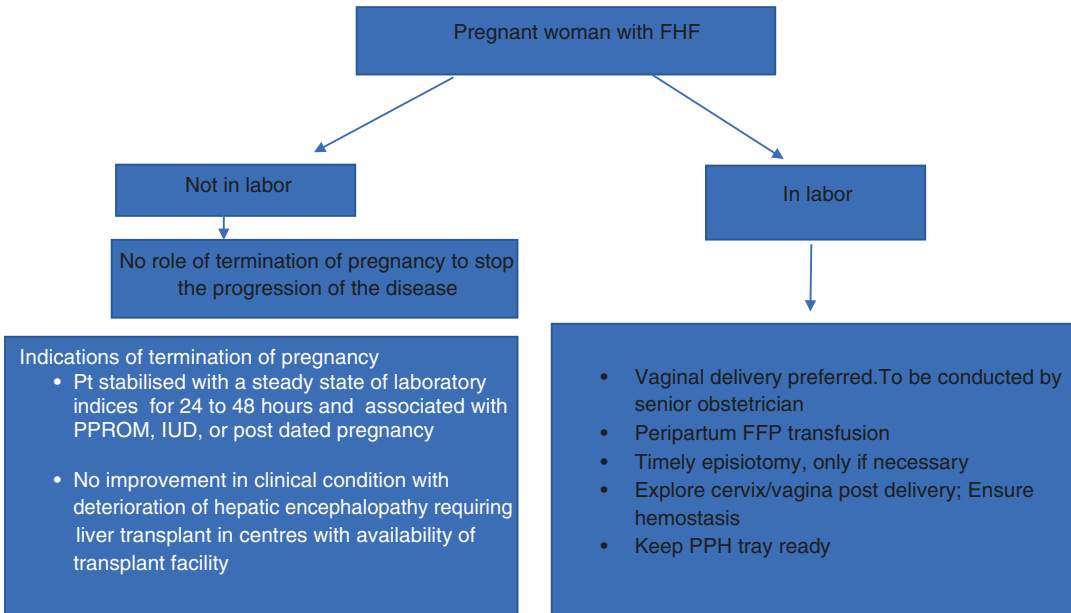 Pregnant woman with FHF
Not in labor
No role of termination of pregnancy to stop
the progression of the disease
Indications of termination of pregnancy
• Pt stabilised with a steady state of laboratory
indices for 24 to 48 hours and associated with
PPROM, IUD, or post dated pregnancy
• No improvement in clinical condition with
deterioration of hepatic encephalopathy requiring
liver transplant in centres with availability of
transplant facility
In labor
• Vaginal delivery preferred.To be conducted by
senior obstetrician
• Peripartum FFP transfusion
• Timely episiotomy, only if necessary
• Explore cervix/vagina post delivery; Ensure
hemostasis
• Keep PPH tray ready